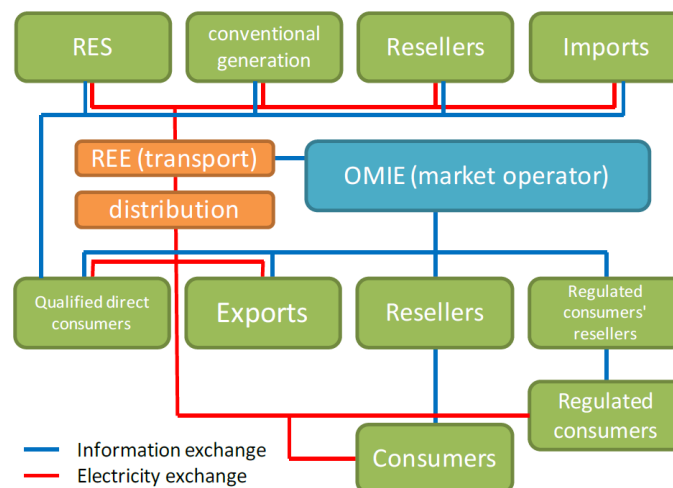 RES
conventional
generation
Resellers
Imports
REE (transport)
OMIE (market operator)
distribution
Qualified direct
consumers
Exports
Resellers
Regulated
consumers'
resellers
Regulated
consumers
Consumers
Information exchange
Electricity exchange